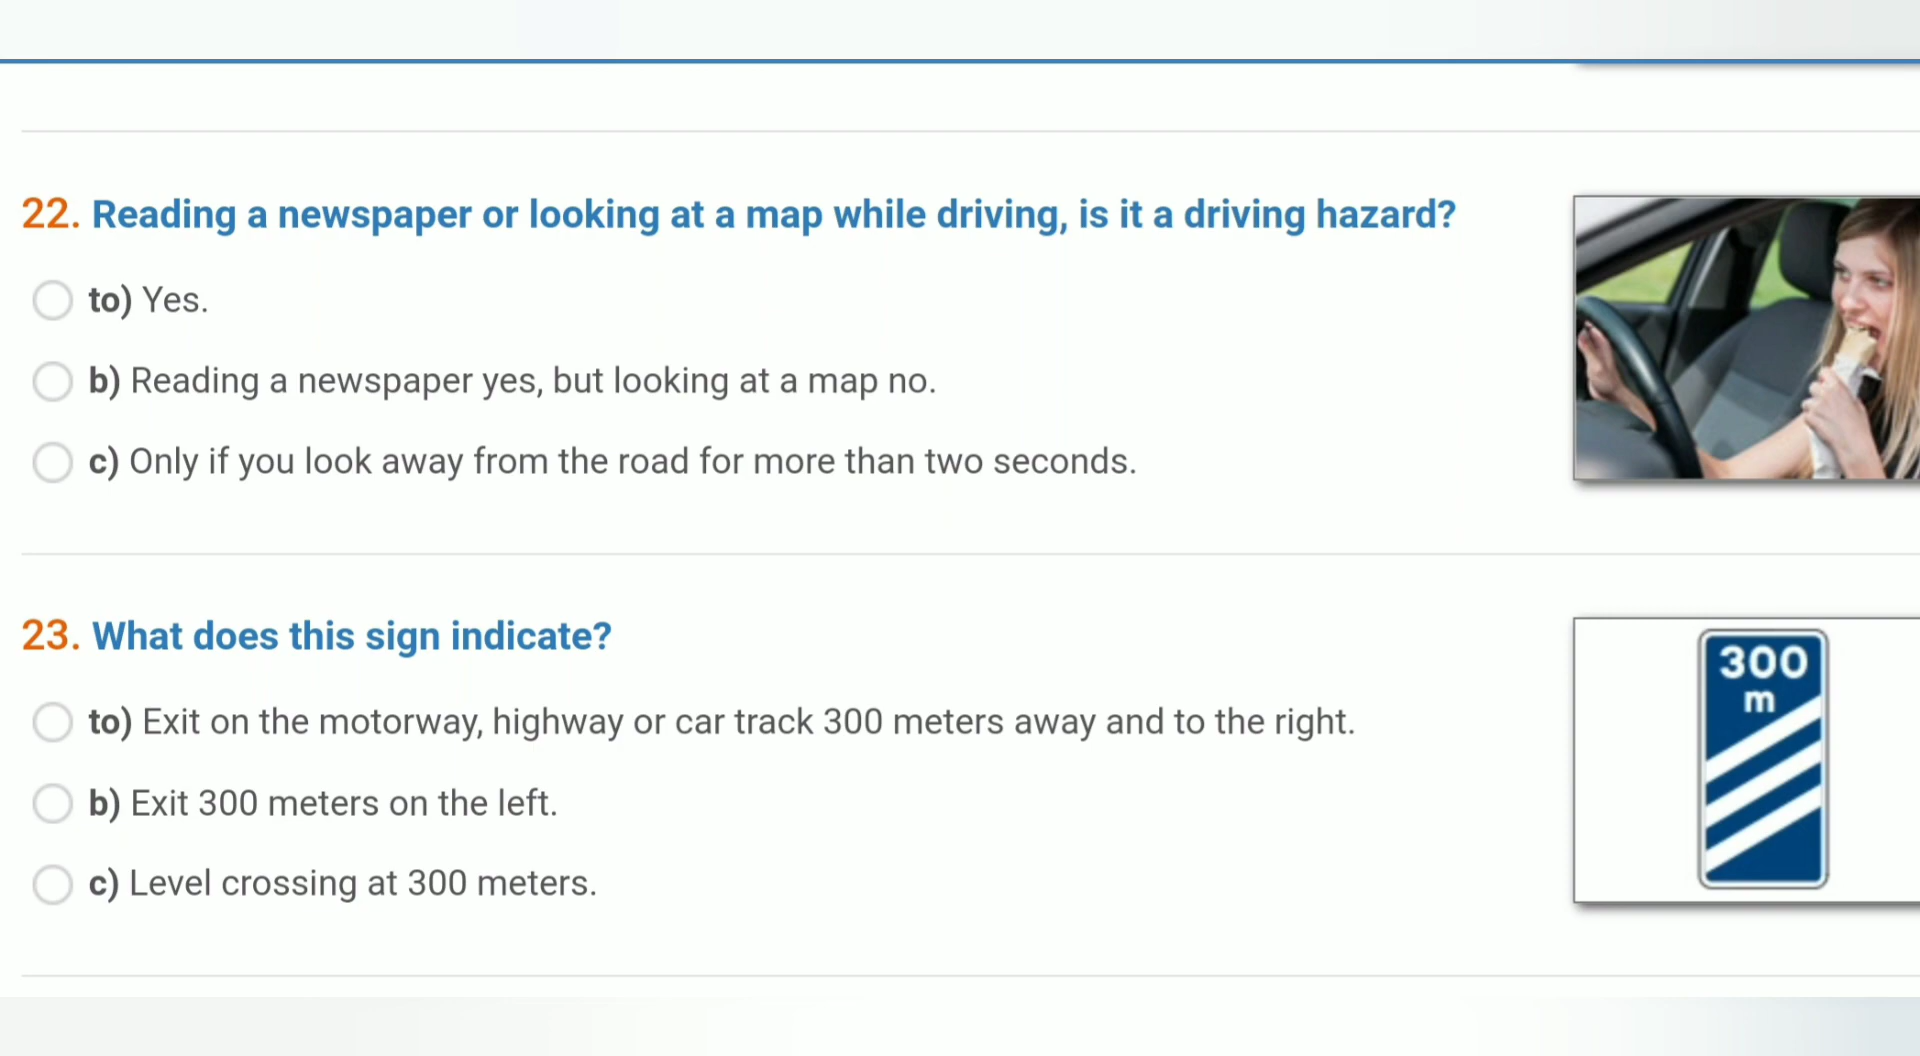 22. Reading a newspaper or looking at a map while driving, is it a driving hazard?
to) Yes.
b) Reading a newspaper yes, but looking at a map no.
c) Only if you look away from the road for more than two seconds.
23. What does this sign indicate?
to) Exit on the motorway, highway or car track 300 meters away and to the right.
b) Exit 300 meters on the left.
c) Level crossing at 300 meters.
300
m